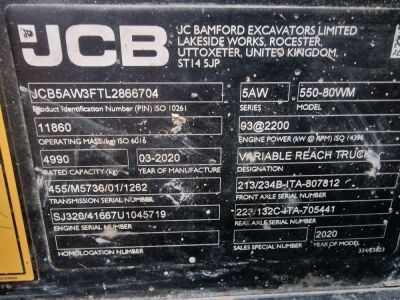 JCB
JC BAMFORD EXCAVATORS LIMITED
LAKESIDE WORKS, ROCESTER,
UTTOXETER, UNITED KINGDOM.
ST14 5JP
JCB5AW3FTL2866704
5AW
550-80WM
Product Identification Number (PIN) ISO 10261
SERIES
MODEL
11860
93@2200
OPERATING MASS (kg) ISO 6016
ENGINE POWER (kW @ RPM) ISO 14396
4990
03-2020
VARIABLE REACH TRUCK
RATED CAPACITY (kg)
YEAR OF MANUFACTURE
DESIGNATION
455/M5736/01/1262
213/234B-ITA-807812
TRANSMISSION SERIAL NUMBER
FRONT AXLE SERIAL NUMBER
SJ320/41667U1045719
223/132C-ITA-705441
ENGINE SERIAL NUMBER
REAR AXLE SERIAL NUMBER
2020
HOMOLOGATION NUMBER
SALES SPECIAL NUMBER
YEAR OF MODEL